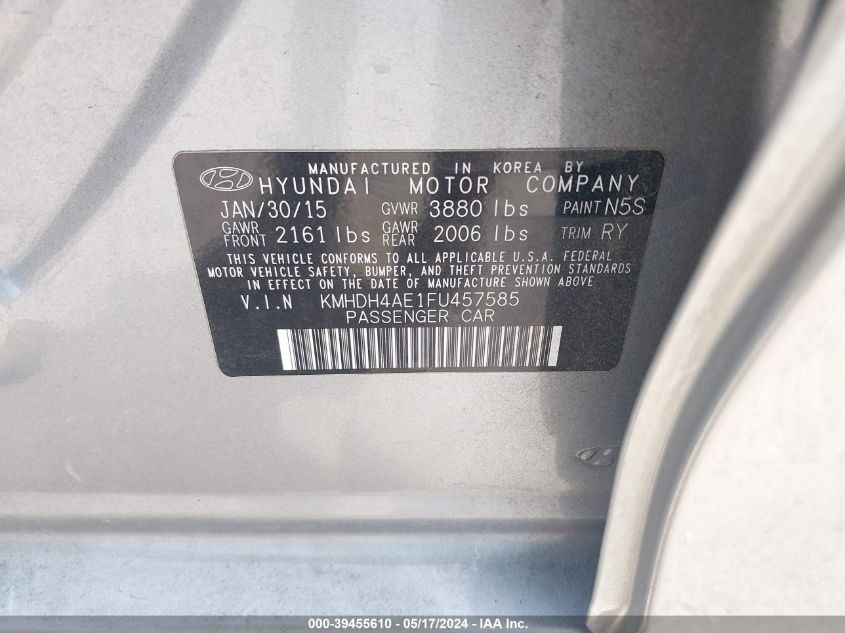 MANUFACTURED IN KOREA BY
HYUNDAI MOTOR COMPANY
JAN/30/15 GVWR 3880 lbs PAINT N5S
GAWR FRONT 2161 lbs GAWR REAR 2006 lbs TRIM RY
THIS VEHICLE CONFORMS TO ALL APPLICABLE U.S.A. FEDERAL
MOTOR VEHICLE SAFETY, BUMPER, AND THEFT PREVENTION STANDARDS
IN EFFECT ON THE DATE OF MANUFACTURE SHOWN ABOVE
V.I.N KMHDH4AE1FU457585
PASSENGER CAR
000-39455610 - 05/17/2024 - IAA Inc.